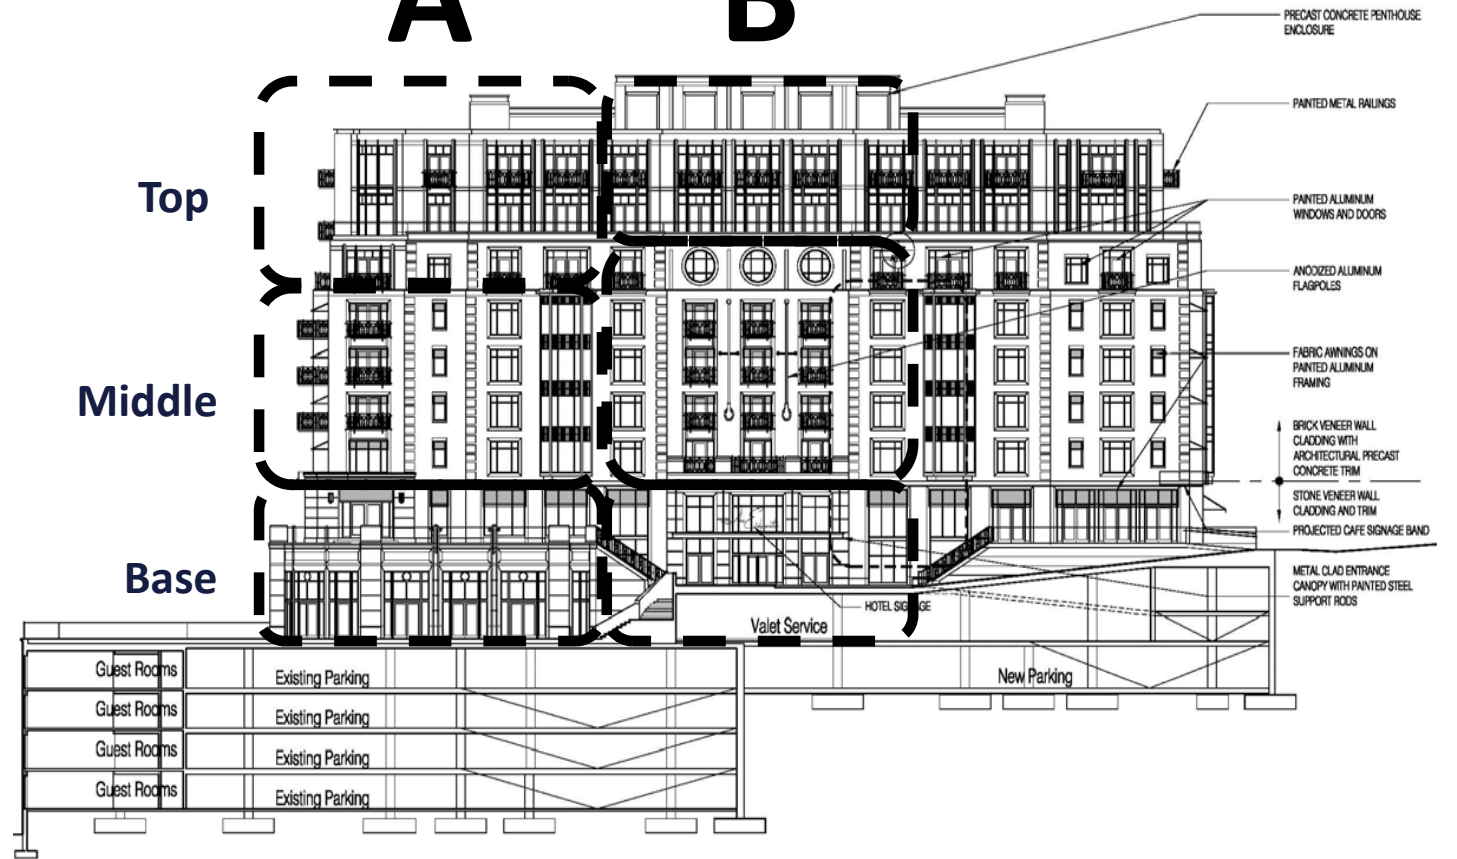 A B
PRECAST CONCRETE PENTHOUSE
ENCLOSURE
PAINTED METAL RAILINGS
Top
PAINTED ALUMINUM
WINDOWS AND DOORS
ANODIZED ALUMINUM
FLAGPOLES
FABRIC AWNINGS ON
PAINTED ALUMINUM
FRAMING
Middle
BRICK VENEER WALL
CLADDING WITH
ARCHITECTURAL PRECAST
CONCRETE TRIM
STONE VENEER WALL
CLADDING AND TRIM
PROJECTED CAFE SIGNAGE BAND
Base
METAL CLAD ENTRANCE
CANOPY WITH PAINTED STEEL
SUPPORT RODS
HOTEL SIGNAGE
Valet Service
Guest Rooms
Existing Parking
New Parking
Guest Rooms
Existing Parking
Guest Rooms
Existing Parking
Guest Rooms
Existing Parking